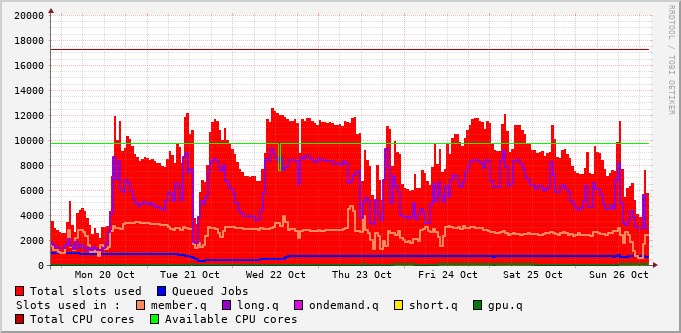 RRDTOOL / TOBI OETIKER
20000
18000
16000
14000
12000
10000
8000
6000
4000
2000
0
Mon 20 Oct Tue 21 Oct Wed 22 Oct Thu 23 Oct Fri 24 Oct Sat 25 Oct Sun 26 Oct
Total slots used Queued Jobs
Slots used in : member.q long.q ondemand.q short.q gpu.q
Total CPU cores Available CPU cores